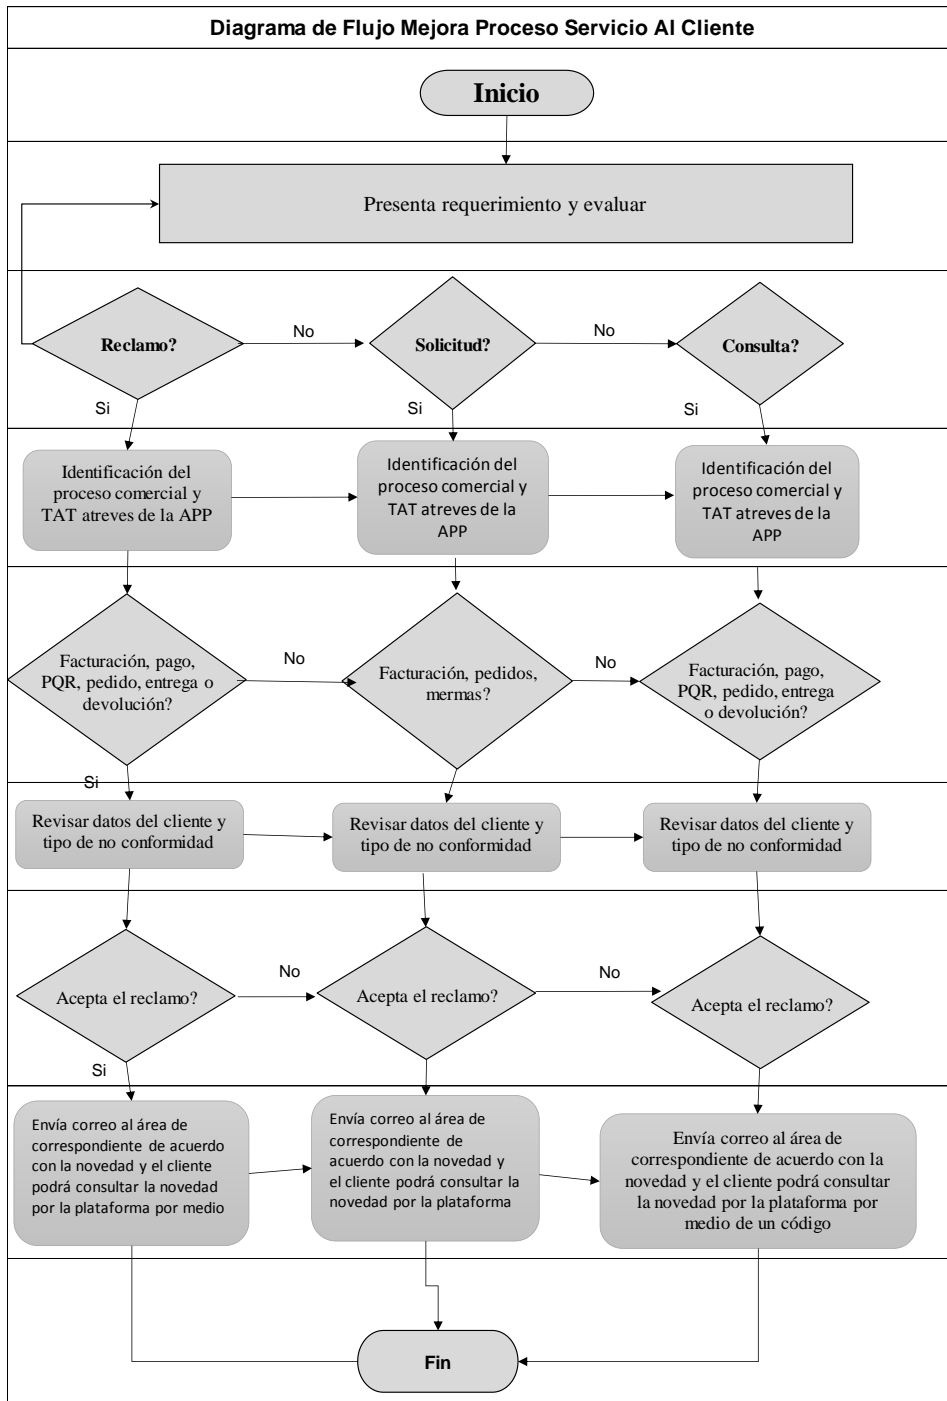 Diagrama de Flujo Mejora Proceso Servicio Al Cliente
Inicio
Presenta requerimiento y evaluar
Reclamo?
No
Solicitud?
No
Consulta?
Si
Si
Si
Identificación del
proceso comercial y
TAT atreves de la APP
Identificación del
proceso comercial y
TAT atreves de la
APP
Identificación del
proceso comercial y
TAT atreves de la
APP
Facturación, pago,
PQR, pedido, entrega o
devolución?
No
Facturación, pedidos,
mermas?
No
Facturación, pago,
PQR, pedido, entrega
o devolución?
Si
Revisar datos del cliente y
tipo de no conformidad
Revisar datos del cliente y
tipo de no conformidad
Revisar datos del cliente y
tipo de no conformidad
Acepta el reclamo?
No
Acepta el reclamo?
No
Acepta el reclamo?
Si
Envía correo al área de
correspondiente de acuerdo
con la novedad y el cliente
podrá consultar la novedad
por la plataforma por medio
Envía correo al área de
correspondiente de
acuerdo con la novedad y
el cliente podrá consultar la
novedad por la plataforma
Envía correo al área de
correspondiente de acuerdo con la
novedad y el cliente podrá consultar
la novedad por la plataforma por
medio de un código
Fin